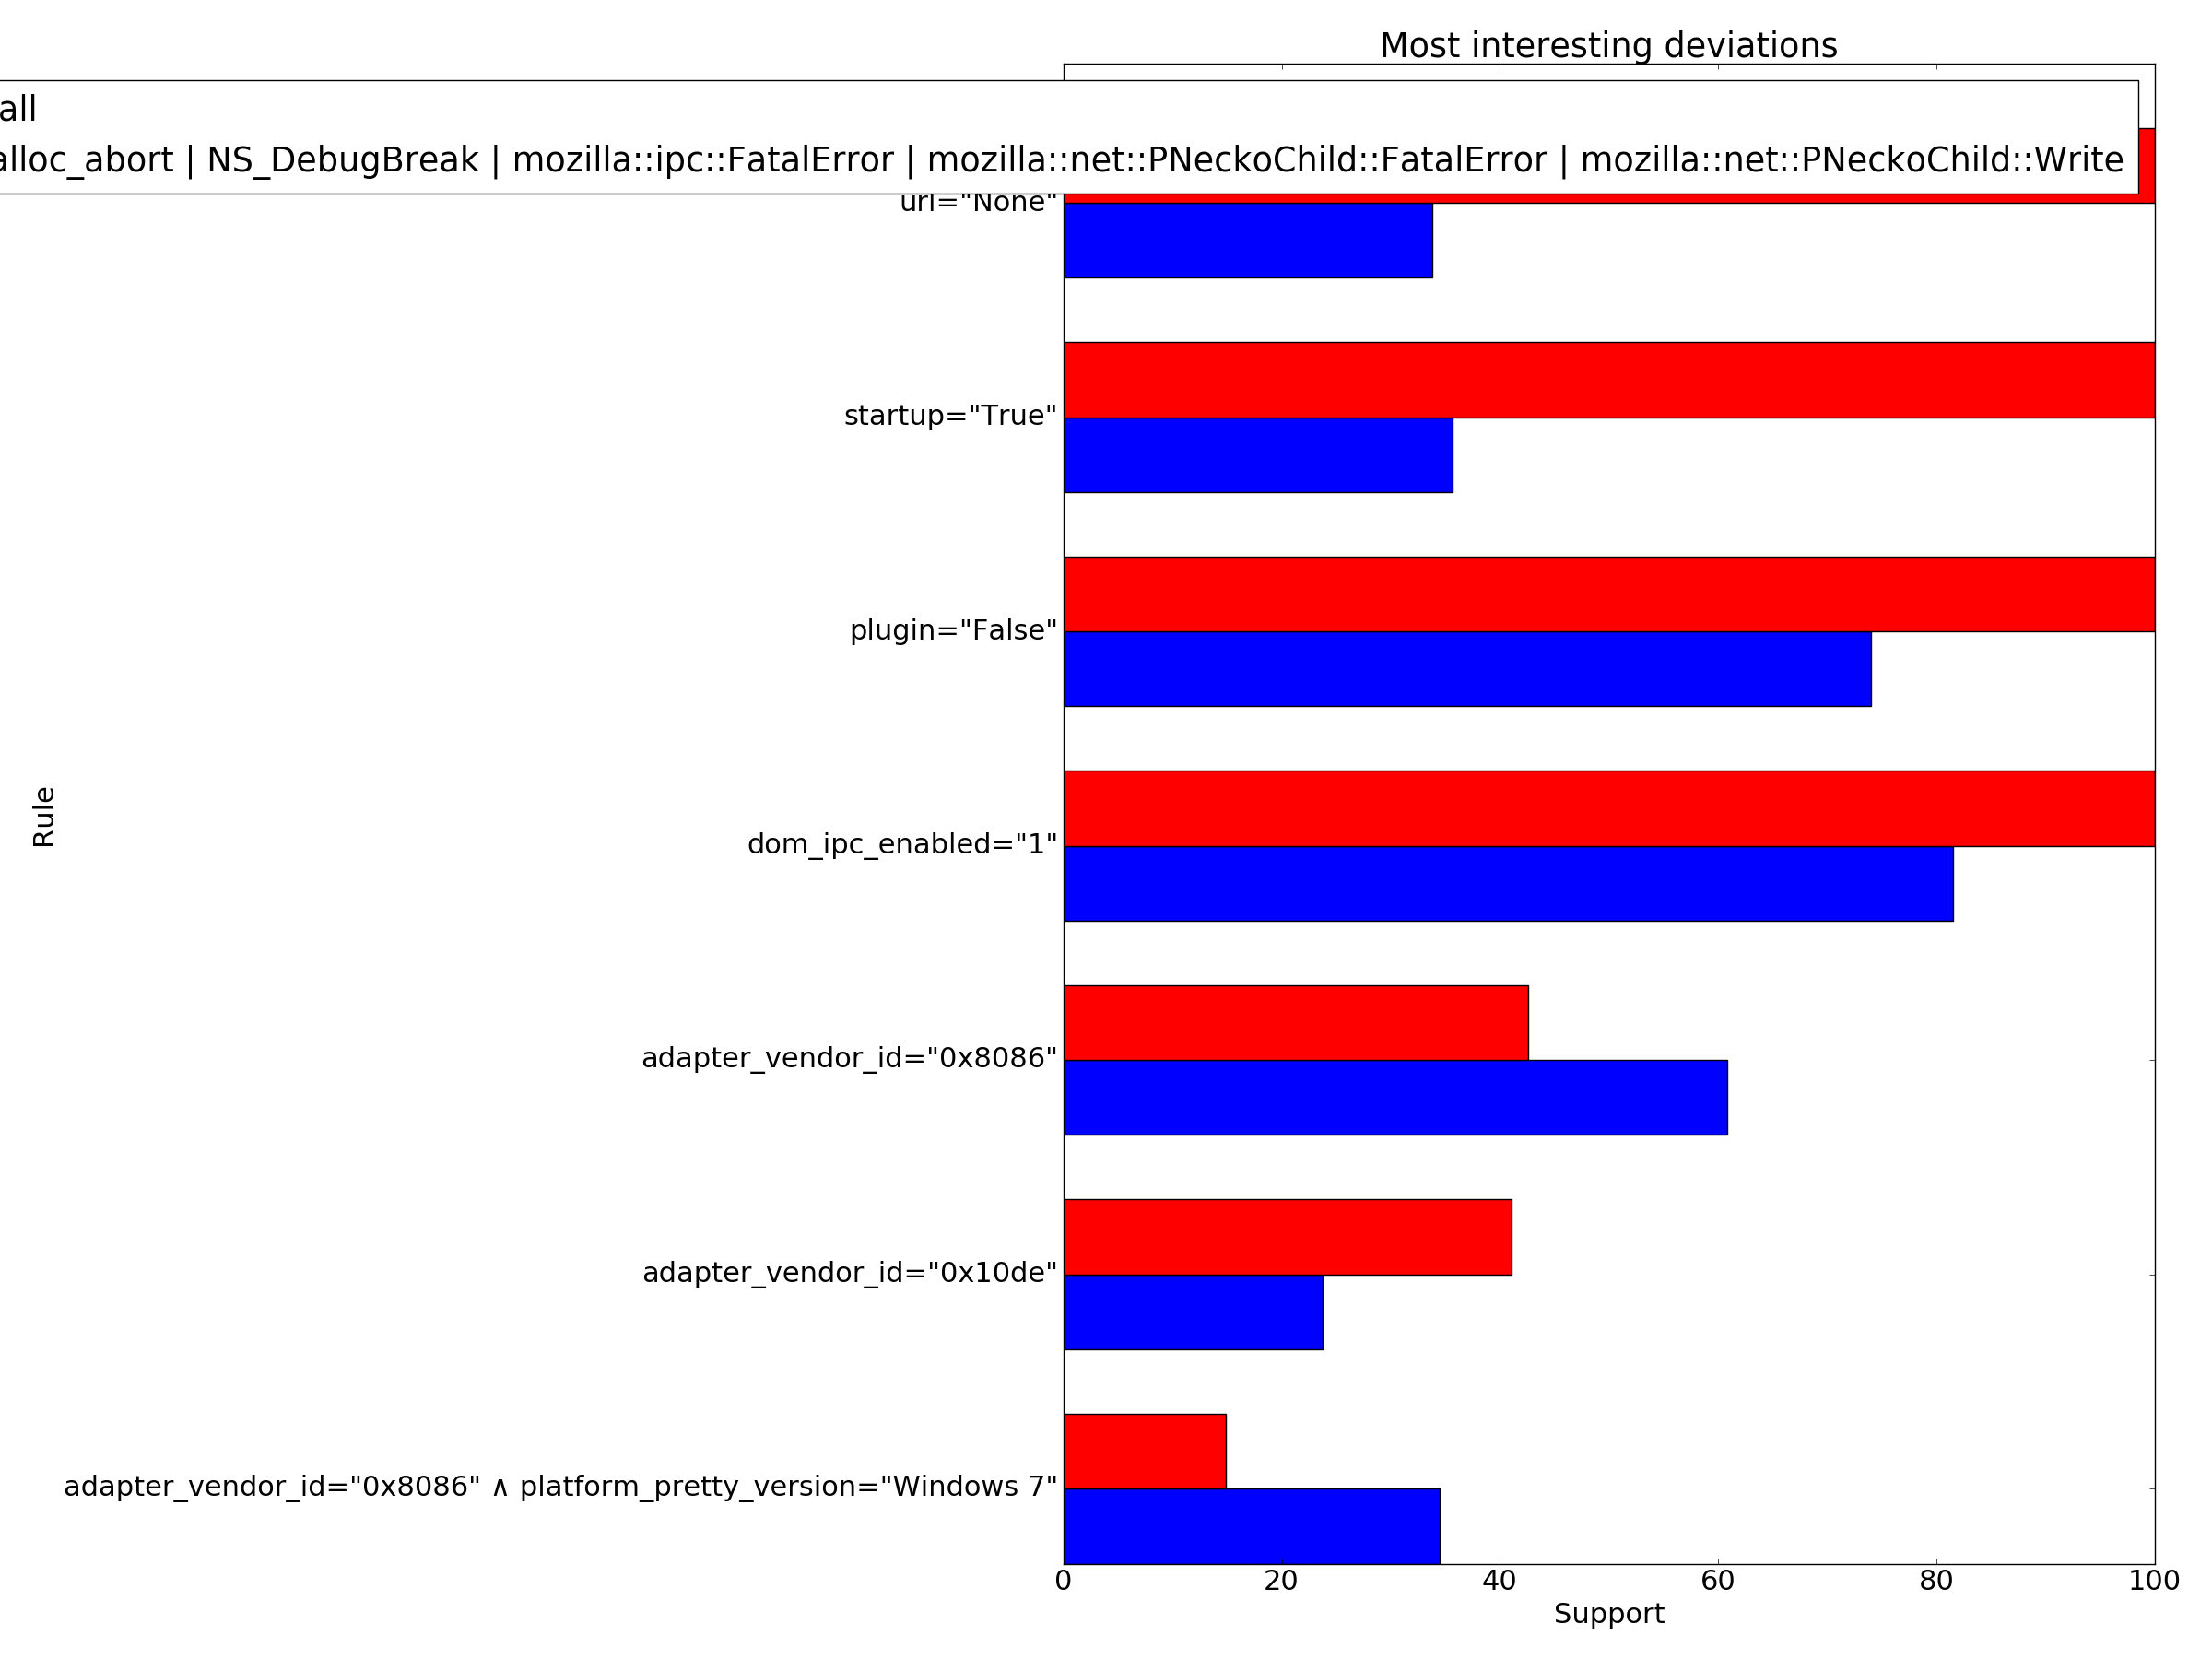 Most interesting deviations
all
alloc_abort | NS_DebugBreak | mozilla::ipc::FatalError | mozilla::net::PNeckoChild::FatalError | mozilla::net::PNeckoChild::Write
url="None"
startup="True"
plugin="False"
dom_ipc_enabled="1"
Rule
adapter_vendor_id="0x8086"
adapter_vendor_id="0x10de"
adapter_vendor_id="0x8086" ∧ platform_pretty_version="Windows 7"
0 20 40 60 80 100
Support